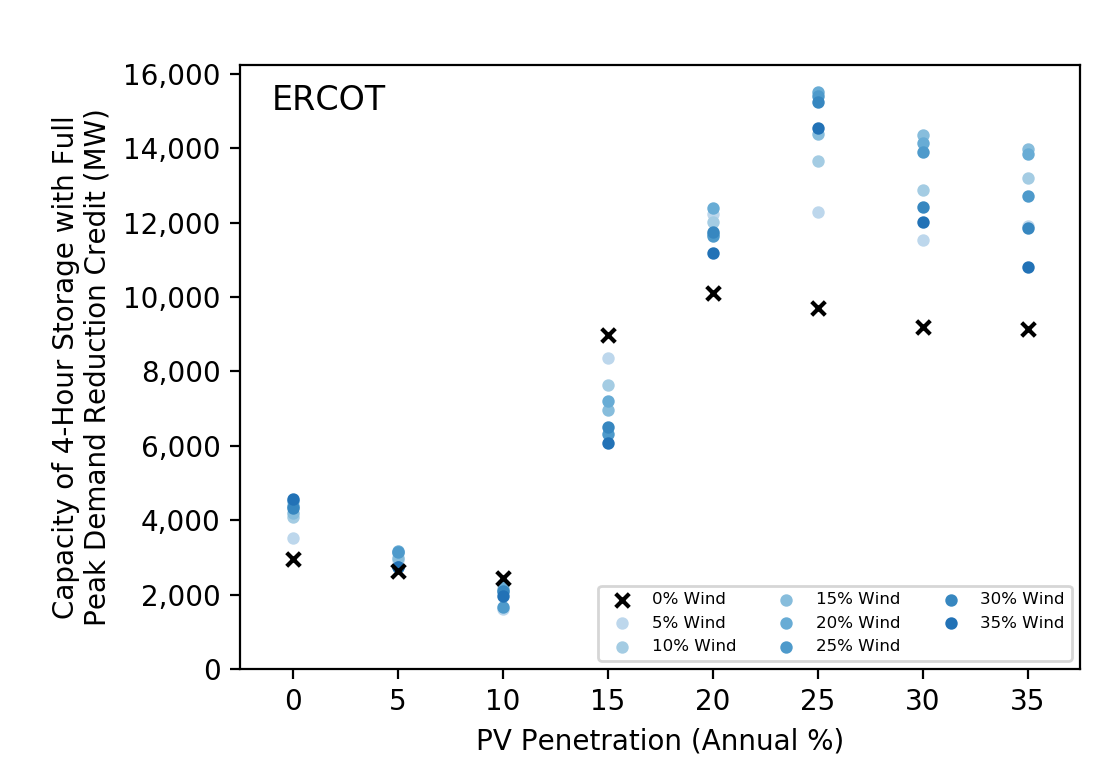 ERCOT
Capacity of 4-Hour Storage with Full
Peak Demand Reduction Credit (MW)
16,000
14,000
12,000
10,000
8,000
6,000
4,000
2,000
0
0% Wind
5% Wind
10% Wind
15% Wind
20% Wind
25% Wind
30% Wind
35% Wind
0 5 10 15 20 25 30 35
PV Penetration (Annual %)